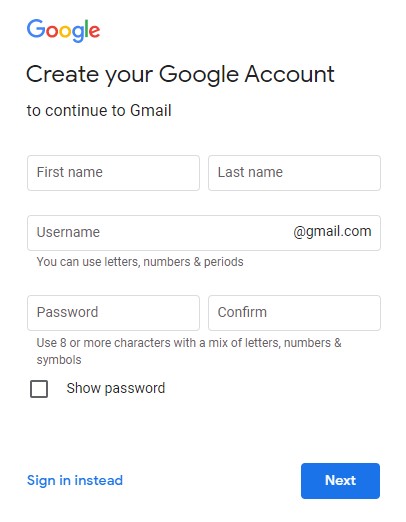 Google
Create your Google Account
to continue to Gmail
First name Last name
Username @gmail.com
You can use letters, numbers & periods
Password Confirm
Use 8 or more characters with a mix of letters, numbers &
symbols
Show password
Sign in instead Next